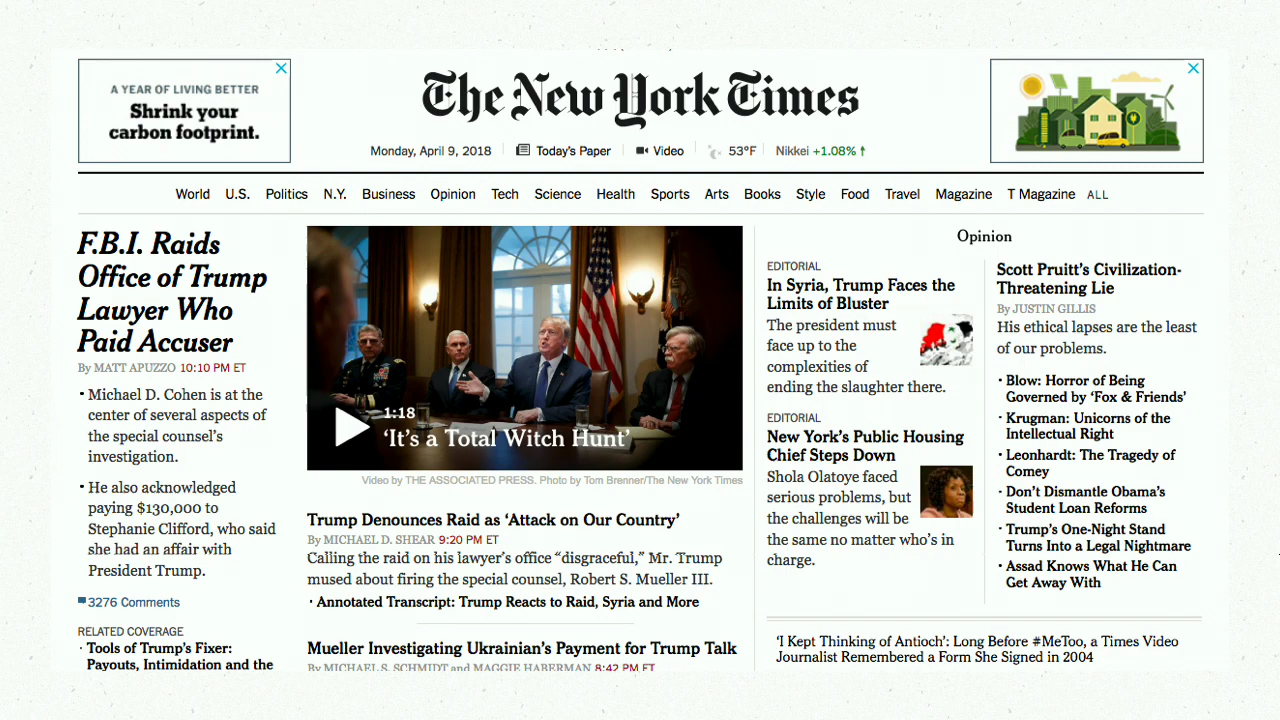 A YEAR OF LIVING BETTER
Shrink your
carbon footprint.
The New York Times
Monday, April 9, 2018
Today's Paper
Video
53°F
Nikkei +1.08% ↑
World U.S. Politics N.Y. Business Opinion Tech Science Health Sports Arts Books Style Food Travel Magazine T Magazine ALL
F.B.I. Raids
Office of Trump
Lawyer Who
Paid Accuser
By MATT APUZZO 10:10 PM ET
• Michael D. Cohen is at the
center of several aspects of
the special counsel's
investigation.
• He also acknowledged
paying $130,000 to
Stephanie Clifford, who said
she had an affair with
President Trump.
3276 Comments
RELATED COVERAGE
· Tools of Trump's Fixer:
Payouts, Intimidation and the
1:18
'It's a Total Witch Hunt'
Video by THE ASSOCIATED PRESS. Photo by Tom Brenner/The New York Times
Trump Denounces Raid as 'Attack on Our Country'
By MICHAEL D. SHEAR 9:20 PM ET
Calling the raid on his lawyer's office "disgraceful," Mr. Trump
mused about firing the special counsel, Robert S. Mueller III.
· Annotated Transcript: Trump Reacts to Raid, Syria and More
Mueller Investigating Ukrainian's Payment for Trump Talk
By MICHAEL S. SCHMIDT and MAGGIE HABERMAN 8:42 PM ET
Opinion
EDITORIAL
In Syria, Trump Faces the
Limits of Bluster
The president must
face up to the
complexities of
ending the slaughter there.
EDITORIAL
New York's Public Housing
Chief Steps Down
Shola Olatoye faced
serious problems, but
the challenges will be
the same no matter who's in
charge.
Scott Pruitt's Civilization-
Threatening Lie
By JUSTIN GILLIS
His ethical lapses are the least
of our problems.
· Blow: Horror of Being
Governed by 'Fox & Friends'
· Krugman: Unicorns of the
Intellectual Right
· Leonhardt: The Tragedy of
Comey
· Don't Dismantle Obama's
Student Loan Reforms
· Trump's One-Night Stand
Turns Into a Legal Nightmare
· Assad Knows What He Can
Get Away With
'I Kept Thinking of Antioch': Long Before #MeToo, a Times Video
Journalist Remembered a Form She Signed in 2004